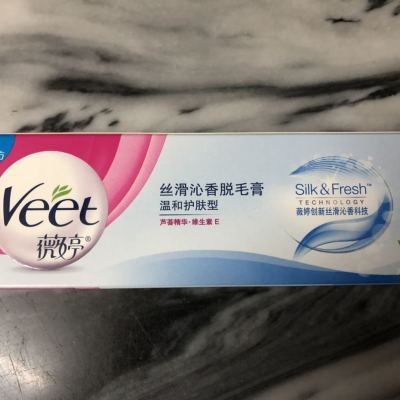 方
Veet
薇婷®
丝滑沁香脱毛膏
温和护肤型
芦荟精华·维生素 E
Silk & Fresh™
TECHNOLOGY
薇婷创新丝滑沁香科技